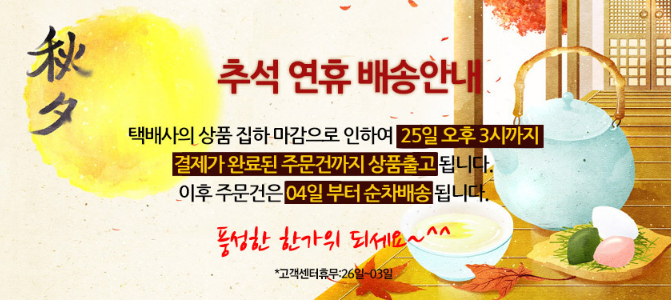 秋夕
추석 연휴 배송안내
택배사의 상품 집하 마감으로 인하여 25일 오후 3시까지
결제가 완료된 주문건까지 상품출고 됩니다.
이후 주문건은 04일 부터 순차배송 됩니다.
풍성한 한가위 되세요~^^
*고객센터휴무:26일~03일